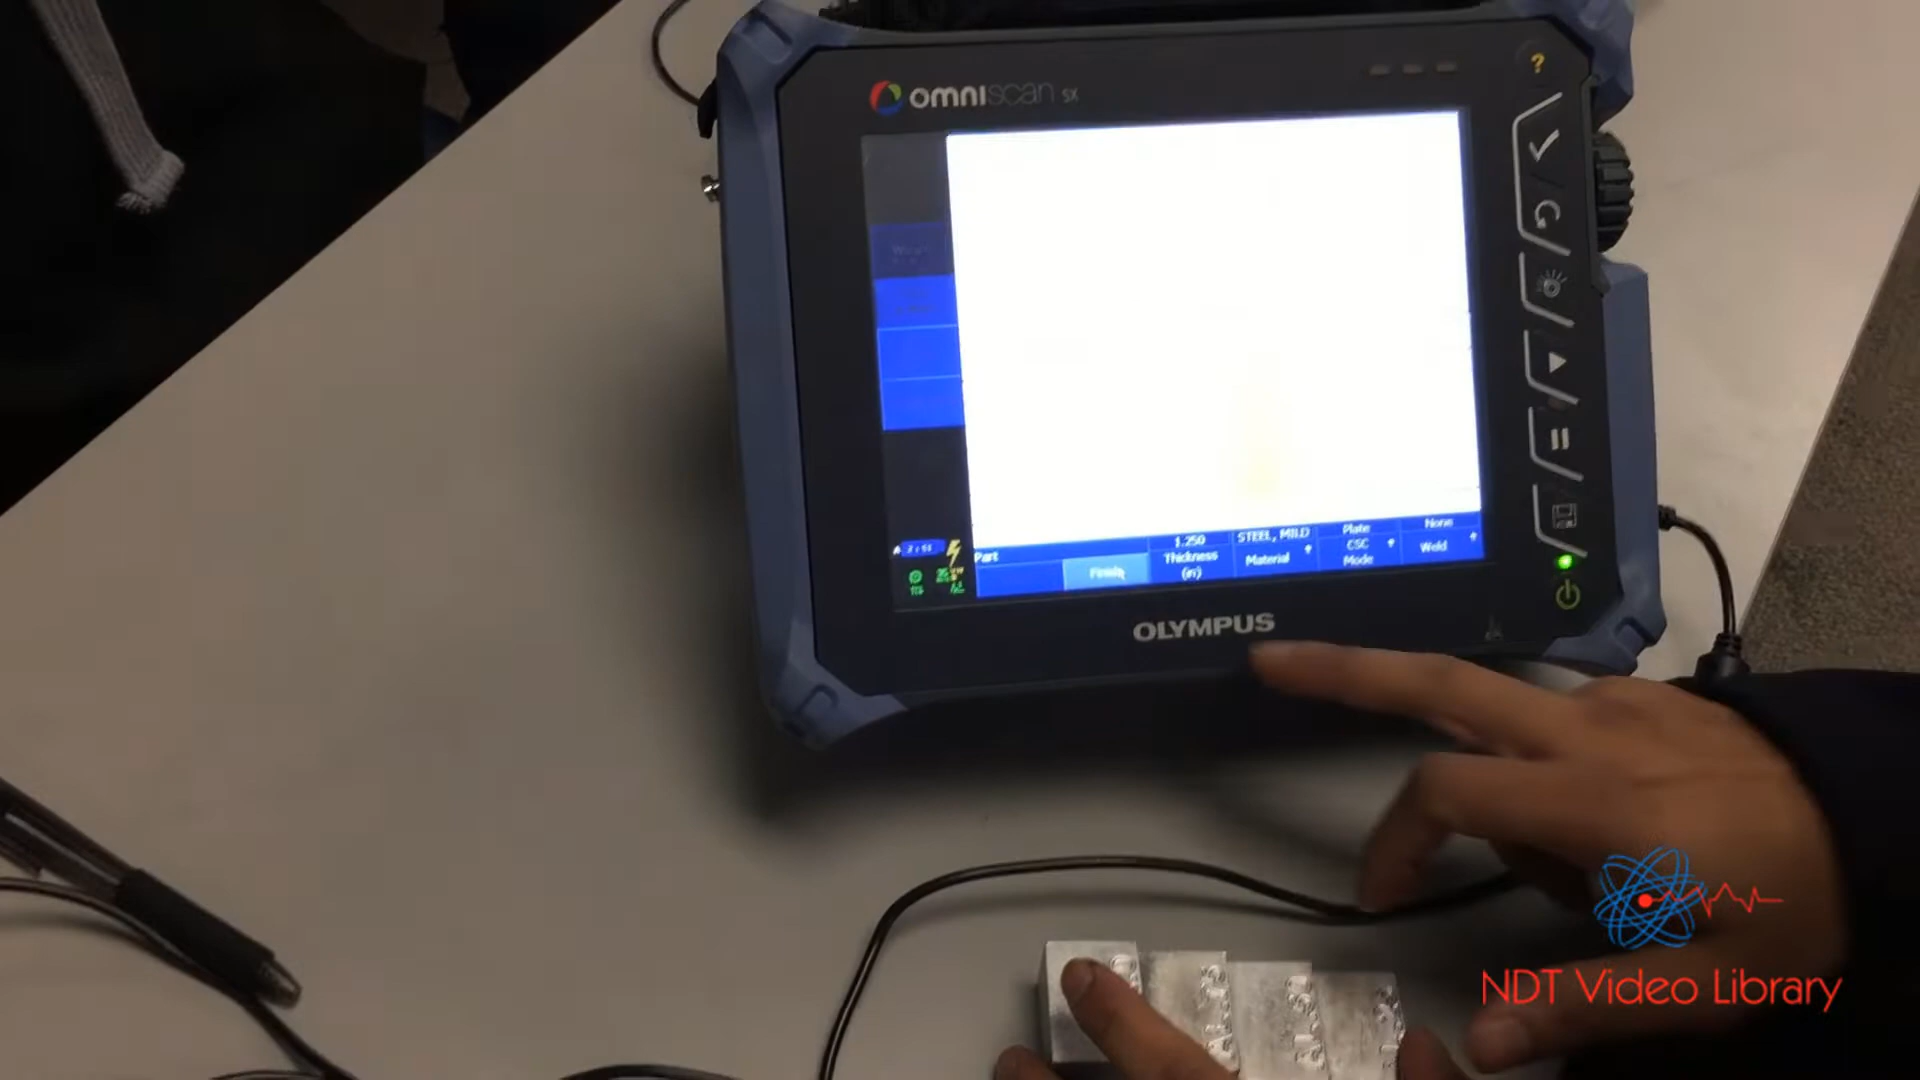 omniscan SX
?
Part
Finish
1.250
Thickness
(in)
STEEL, MILD
Material
Plate
CSC
Mode
None
Weld
OLYMPUS
NDT Video Library